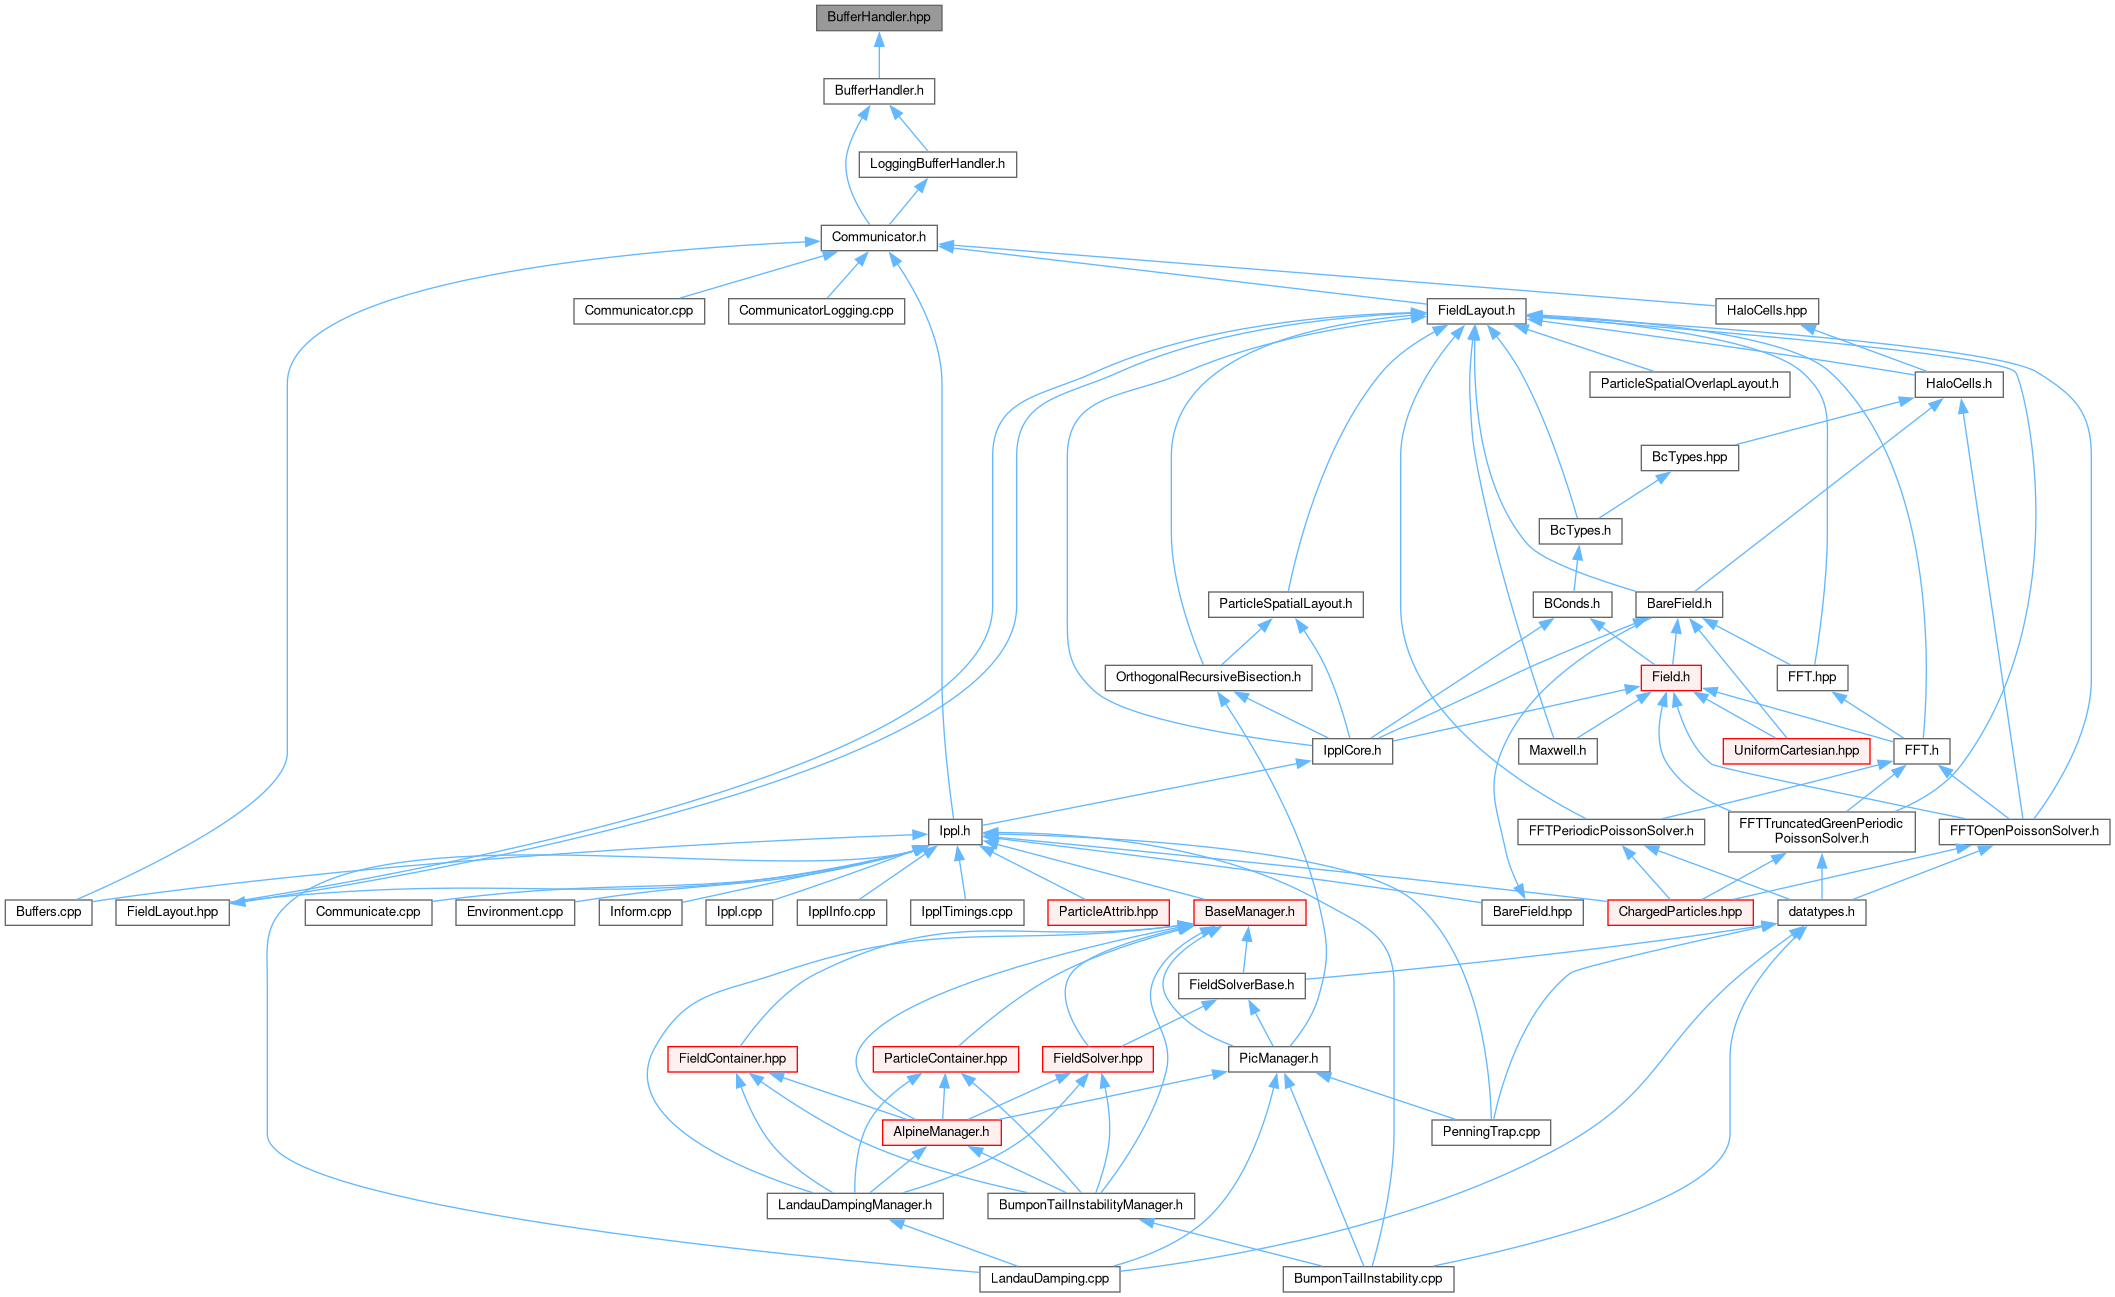 BufferHandler.hpp
BufferHandler.h
LoggingBufferHandler.h
Communicator.h
Communicator.cpp
CommunicatorLogging.cpp
FieldLayout.h
HaloCells.hpp
ParticleSpatialOverlapLayout.h
HaloCells.h
BcTypes.hpp
BcTypes.h
ParticleSpatialLayout.h
BConds.h
BareField.h
OrthogonalRecursiveBisection.h
Field.h
FFT.hpp
IpplCore.h
Maxwell.h
UniformCartesian.hpp
FFT.h
Ippl.h
FFTPeriodicPoissonSolver.h
FFTTruncatedGreenPeriodic
PoissonSolver.h
FFTOpenPoissonSolver.h
Buffers.cpp
FieldLayout.hpp
Communicate.cpp
Environment.cpp
Inform.cpp
Ippl.cpp
IpplInfo.cpp
IpplTimings.cpp
ParticleAttrib.hpp
BaseManager.h
BareField.hpp
ChargedParticles.hpp
datatypes.h
FieldSolverBase.h
FieldContainer.hpp
ParticleContainer.hpp
FieldSolver.hpp
PicManager.h
AlpineManager.h
PenningTrap.cpp
LandauDampingManager.h
BumponTailInstabilityManager.h
LandauDamping.cpp
BumponTailInstability.cpp